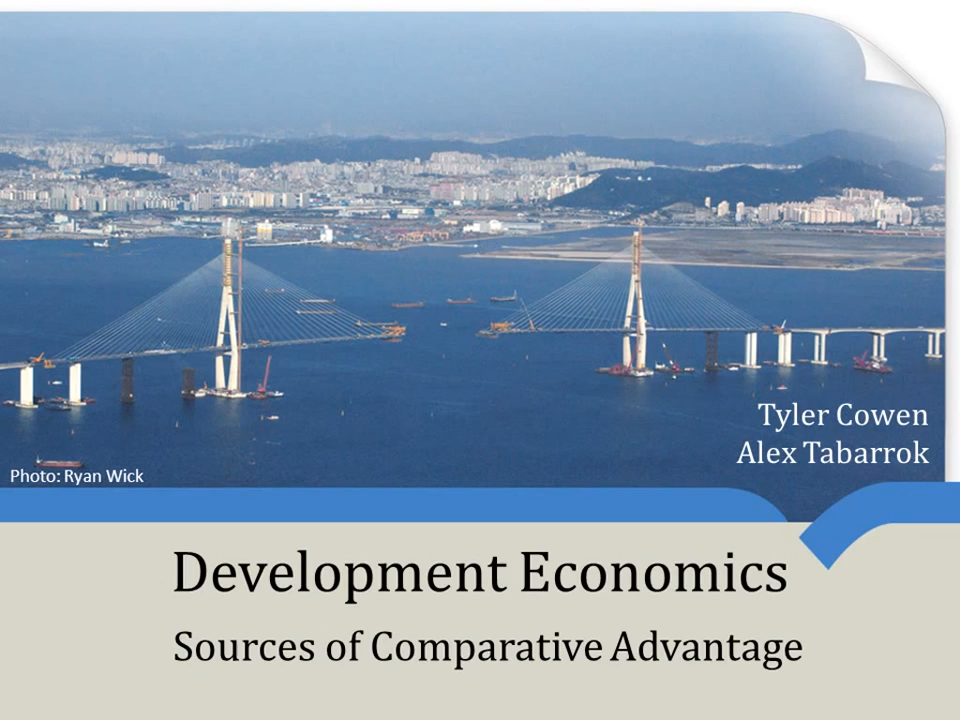 Tyler Cowen
Alex Tabarrok
Photo: Ryan Wick
Development Economics
Sources of Comparative Advantage